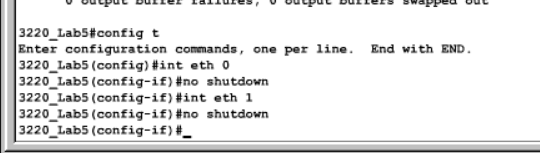 0 output buffer failures, 0 output buffers swapped out
3220_Lab5#config t
Enter configuration commands, one per line.  End with END.
3220_Lab5(config)#int eth 0
3220_Lab5(config-if)#no shutdown
3220_Lab5(config-if)#int eth 1
3220_Lab5(config-if)#no shutdown
3220_Lab5(config-if)#_